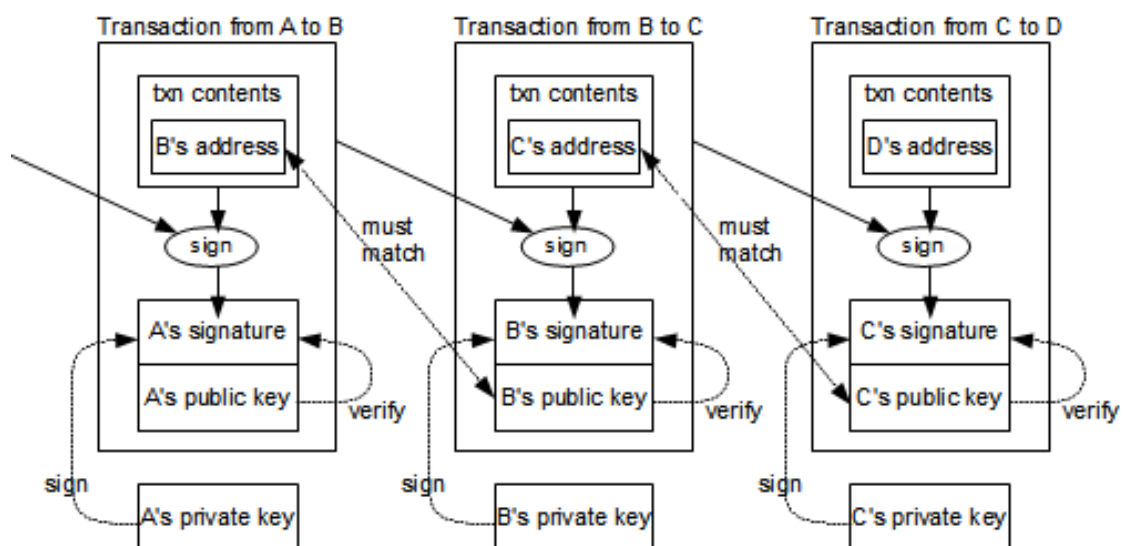 Transaction from A to B
txn contents
B's address
sign
A's signature
A's public key
verify
sign
A's private key
must
match
Transaction from B to C
txn contents
C's address
sign
B's signature
B's public key
verify
sign
B's private key
must
match
Transaction from C to D
txn contents
D's address
sign
C's signature
C's public key
verify
sign
C's private key